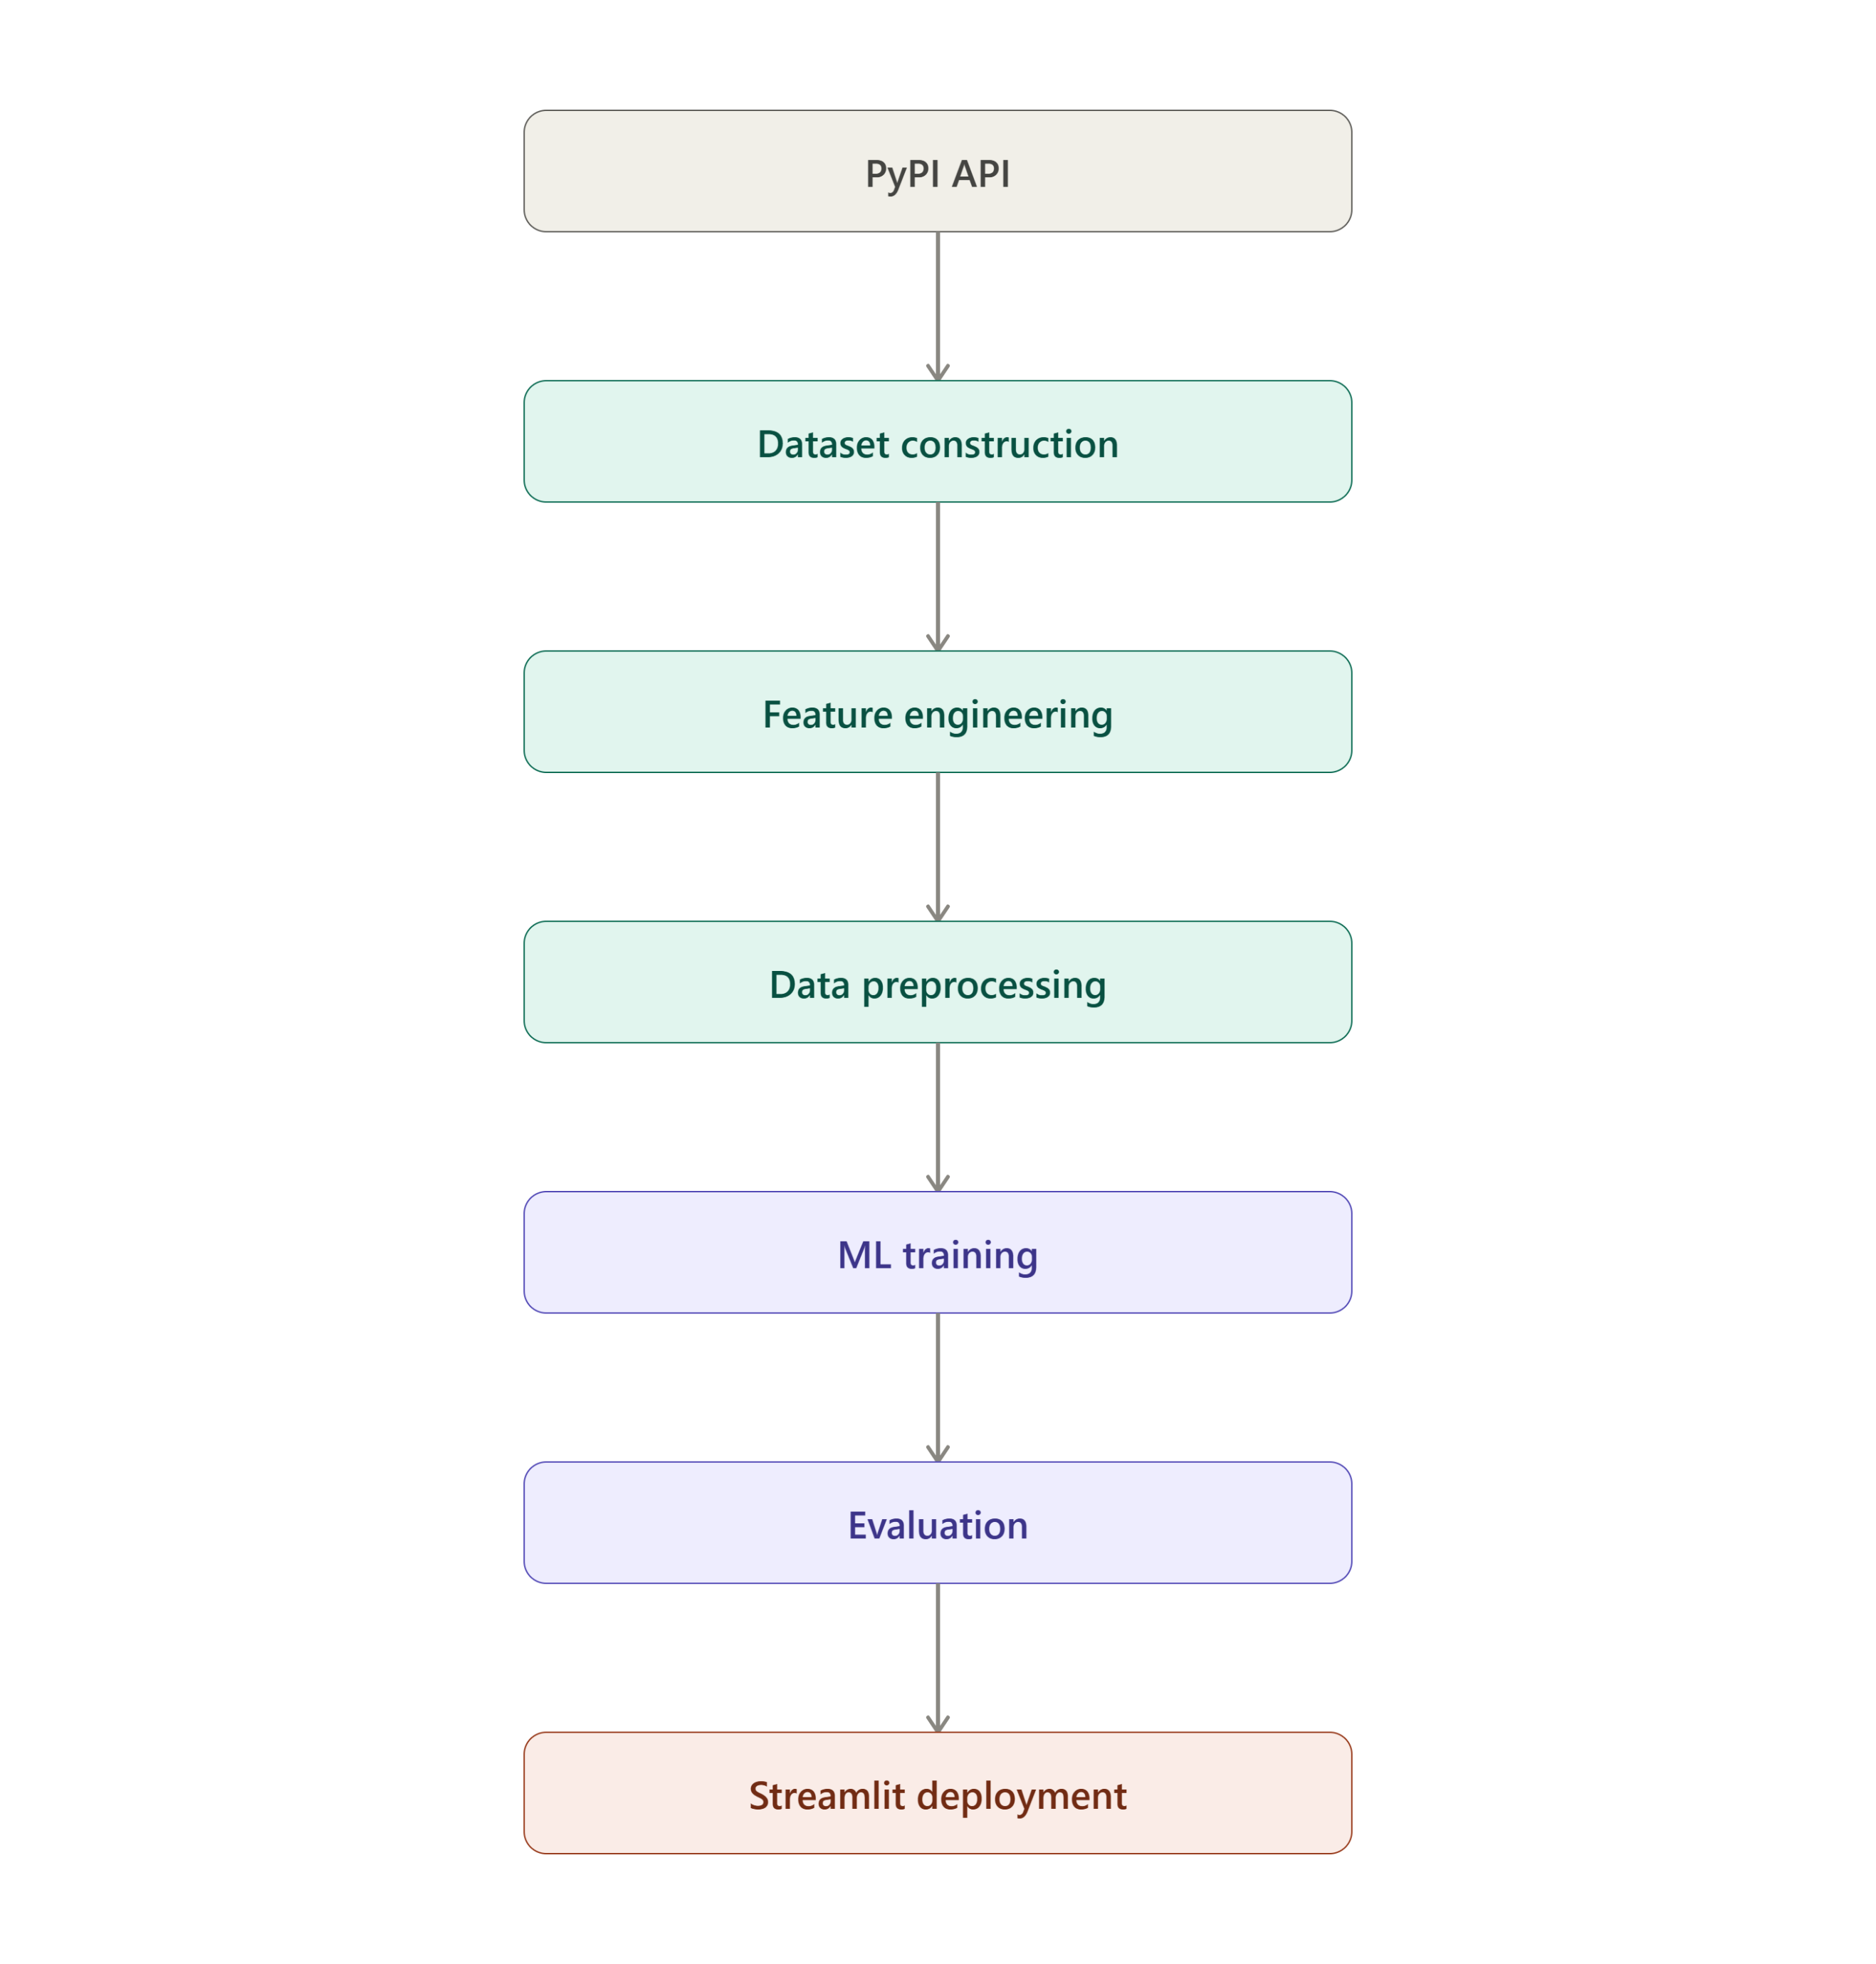 PyPI API
Dataset construction
Feature engineering
Data preprocessing
ML training
Evaluation
Streamlit deployment